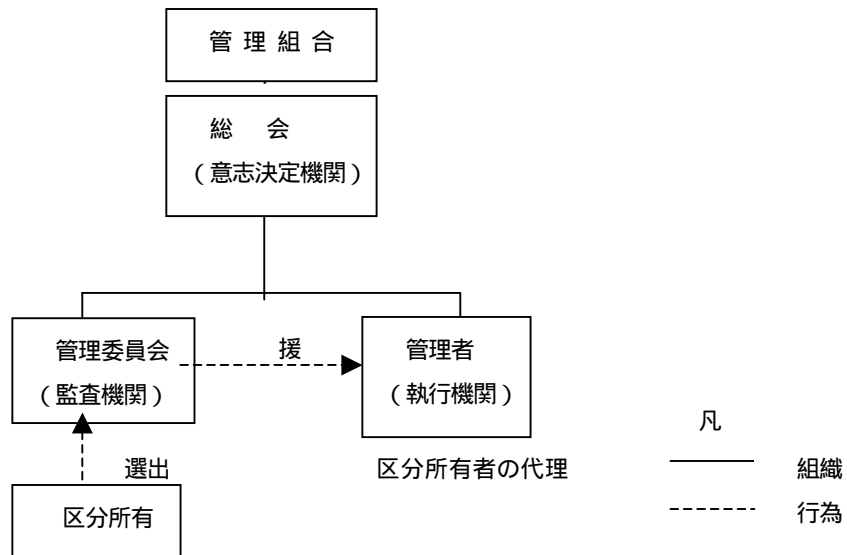 管 理 組 合
総 会
（意志決定機関）
管理委員会
（監査機関）
援
管理者
（執行機関）
選出
区分所有者の代理
区分所有
凡
組織
行為